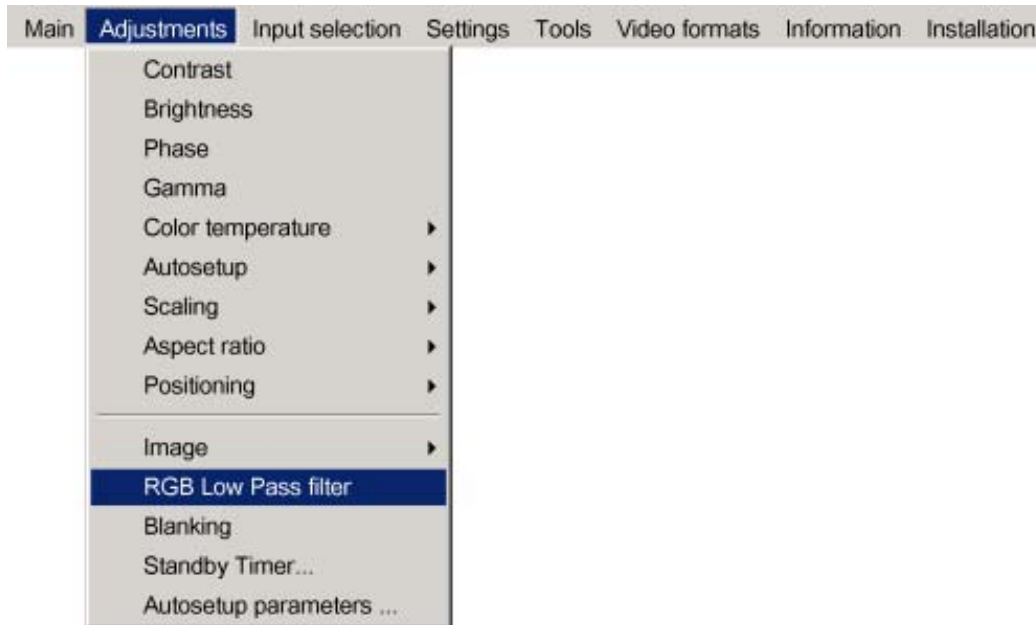 Main Adjustments Input selection Settings Tools Video formats Information Installation
Contrast
Brightness
Phase
Gamma
Color temperature
Autosetup
Scaling
Aspect ratio
Positioning
Image
RGB Low Pass filter
Blanking
Standby Timer...
Autosetup parameters ...